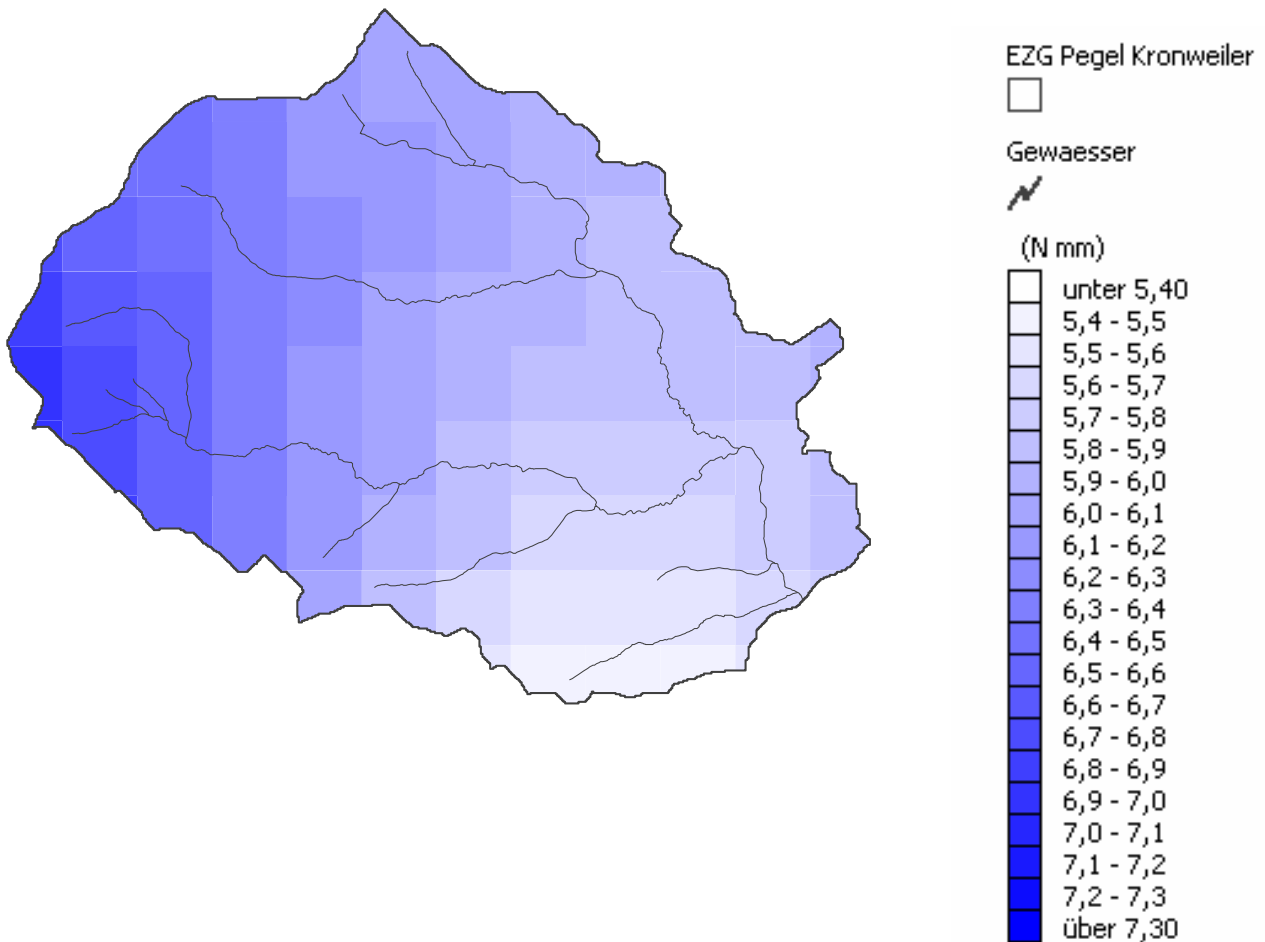 EZG Pegel Kronweiler
Gewaesser
(N mm)
unter 5,40
5,4 - 5,5
5,5 - 5,6
5,6 - 5,7
5,7 - 5,8
5,8 - 5,9
5,9 - 6,0
6,0 - 6,1
6,1 - 6,2
6,2 - 6,3
6,3 - 6,4
6,4 - 6,5
6,5 - 6,6
6,6 - 6,7
6,7 - 6,8
6,8 - 6,9
6,9 - 7,0
7,0 - 7,1
7,1 - 7,2
7,2 - 7,3
über 7,30